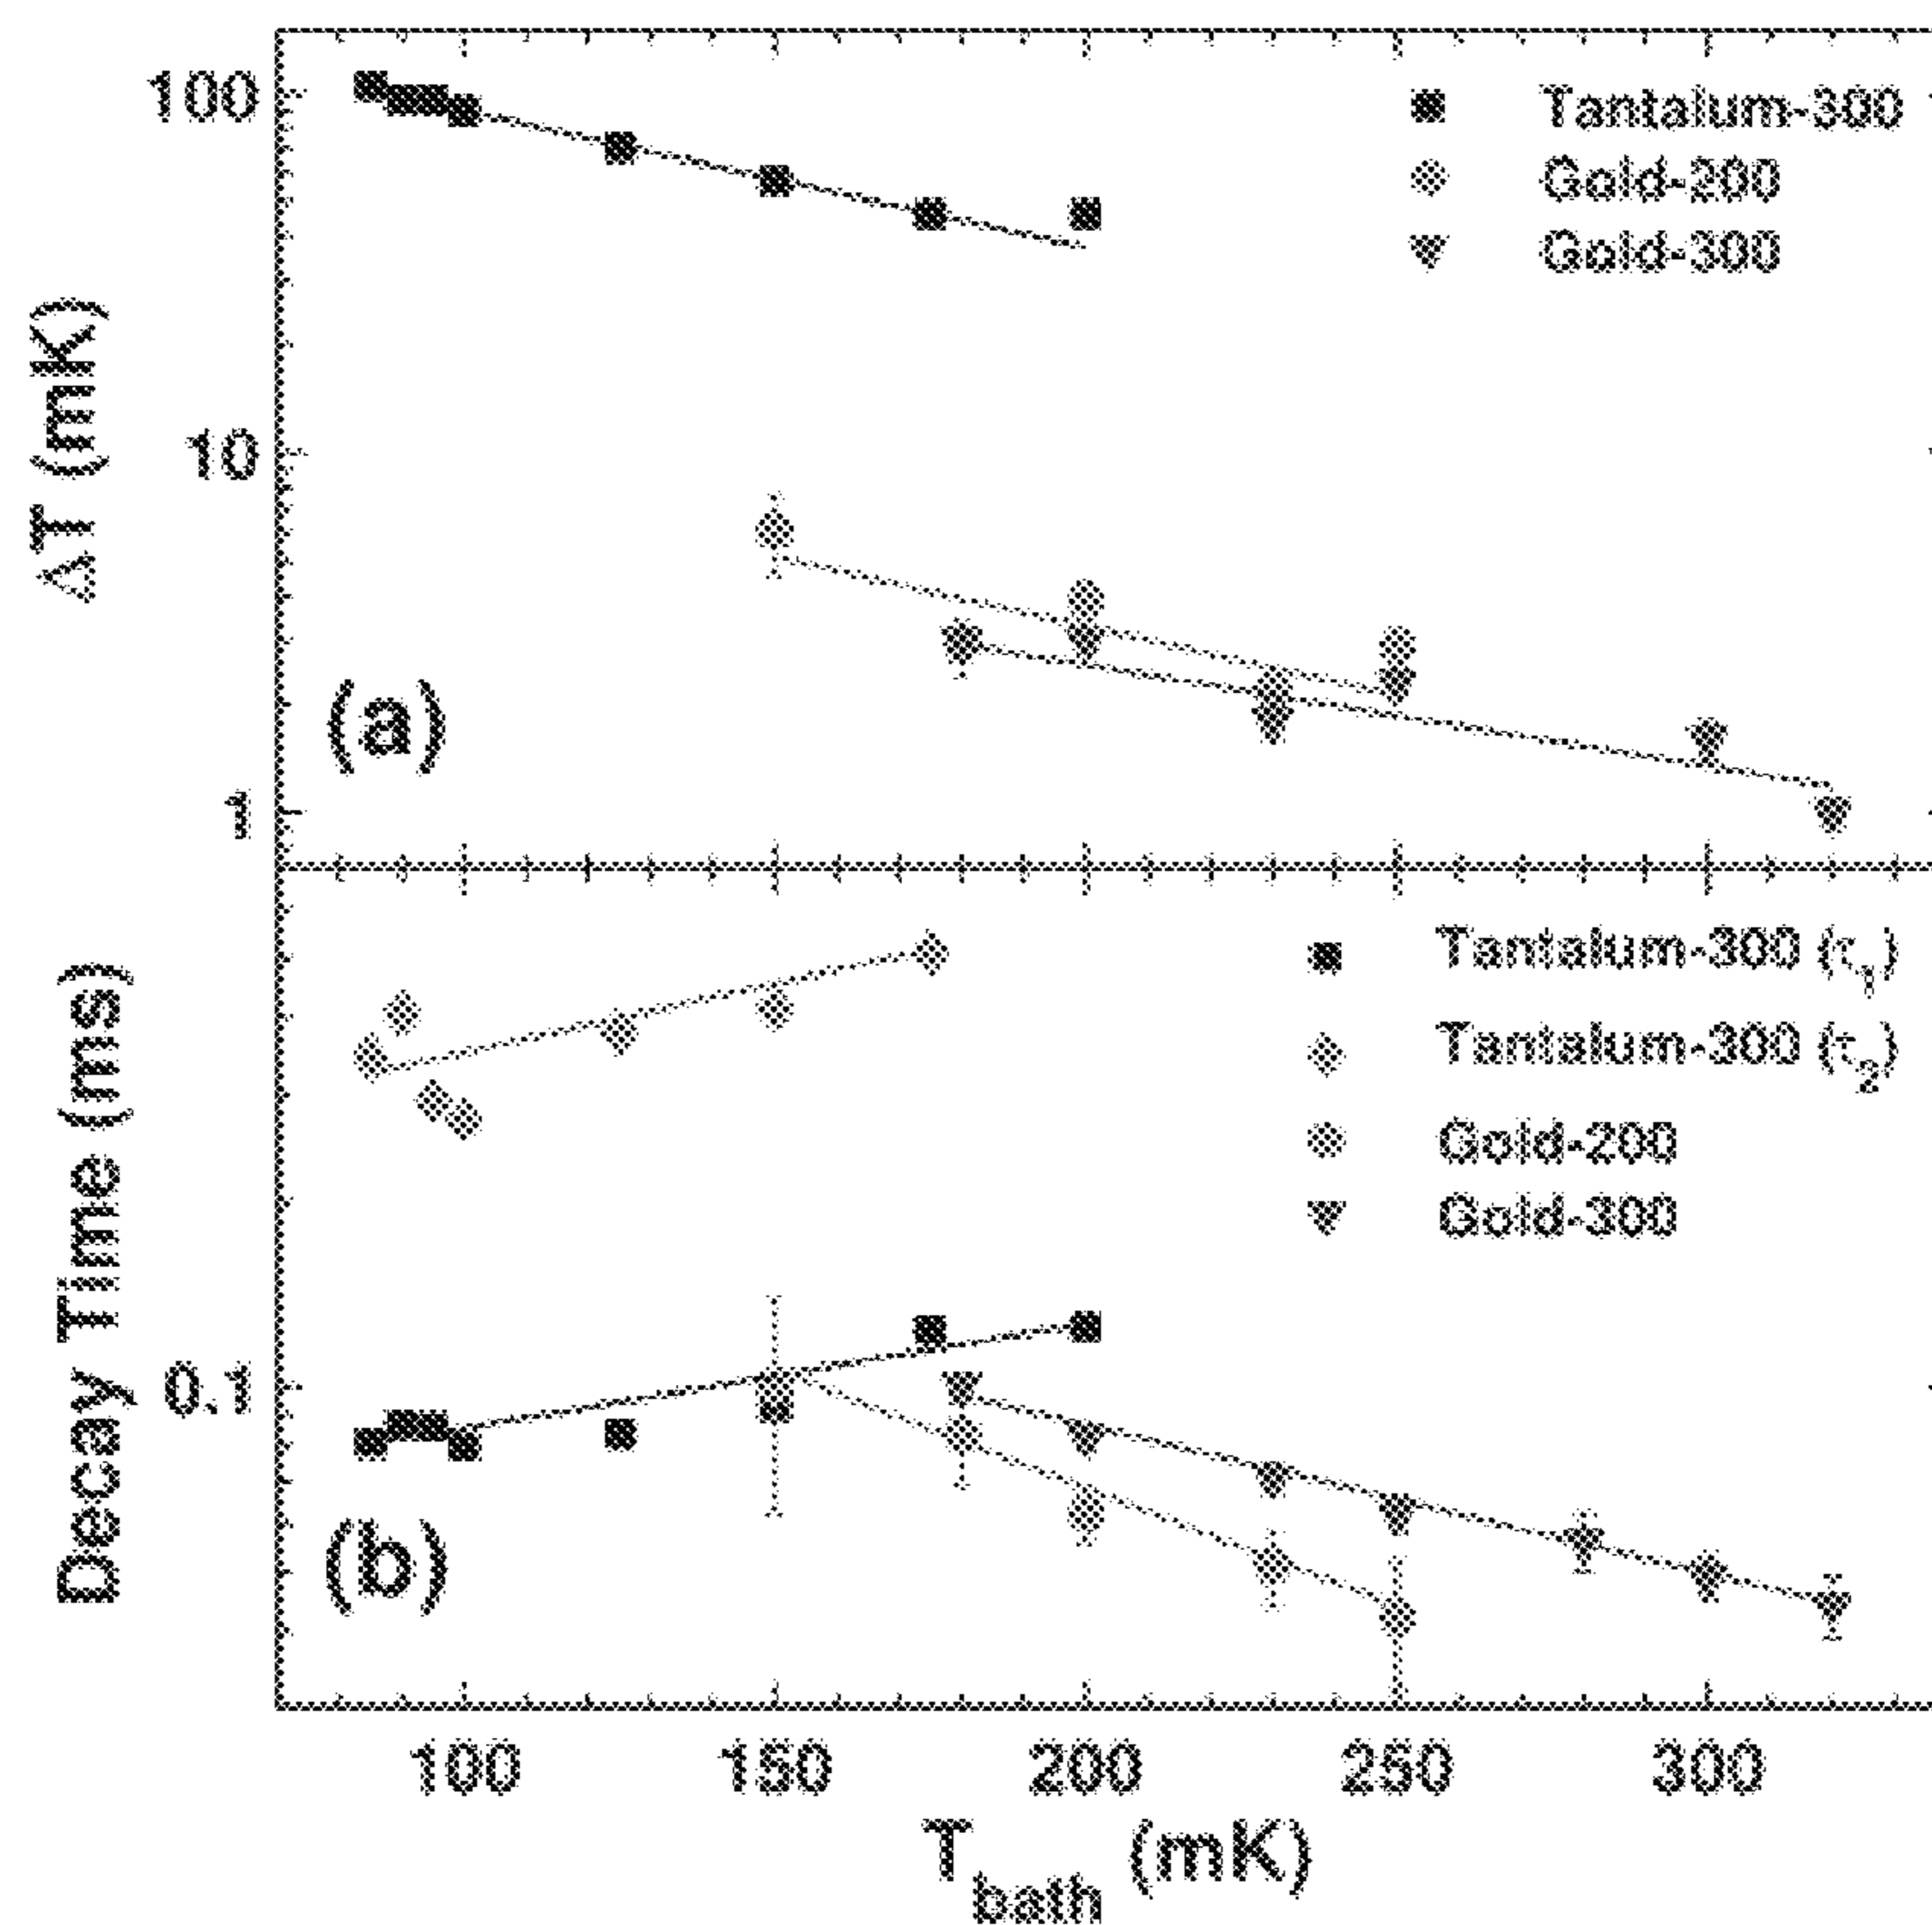 100
10
1
ΔT (mK)
Tantalum-300
Gold-200
Gold-300
(a)
Decay Time (ms)
0.1
Tantalum-300 (τ₁)
Tantalum-300 (τ₂)
Gold-200
Gold-300
(b)
100 150 200 250 300
T_bath (mK)